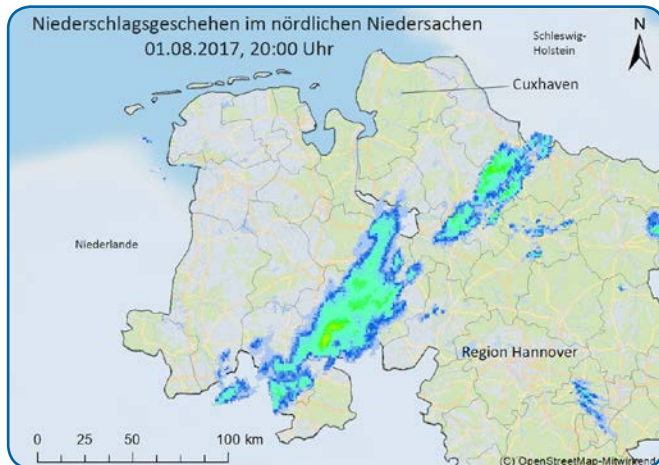 Niederschlagsgeschehen im nördlichen Niedersachen
01.08.2017, 20:00 Uhr
Schleswig-
Holstein
N
Cuxhaven
Niederlande
Region Hannover
0 25 50 100 km
(C) OpenStreetMap-Mitwirkend